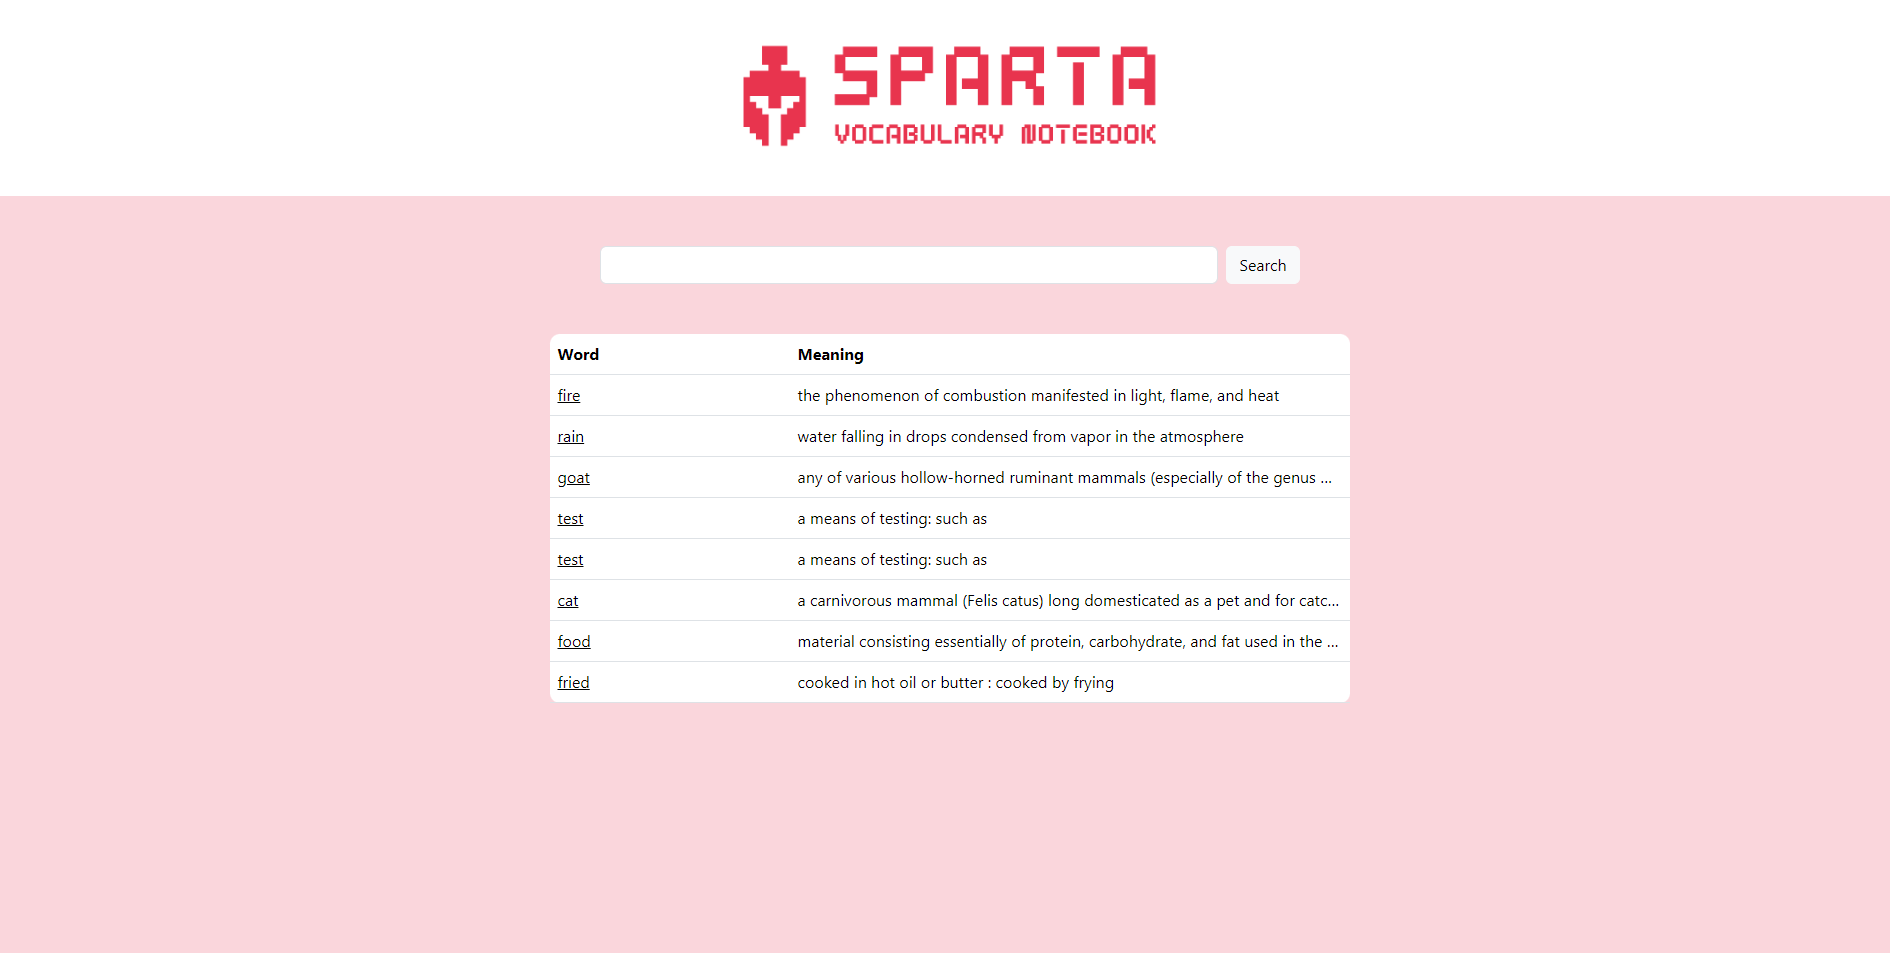 SPARTA
VOCABULARY NOTEBOOK
Search
Word Meaning
fire the phenomenon of combustion manifested in light, flame, and heat
rain water falling in drops condensed from vapor in the atmosphere
goat any of various hollow-horned ruminant mammals (especially of the genus ...
test a means of testing: such as
test a means of testing: such as
cat a carnivorous mammal (Felis catus) long domesticated as a pet and for catc...
food material consisting essentially of protein, carbohydrate, and fat used in the ...
fried cooked in hot oil or butter : cooked by frying